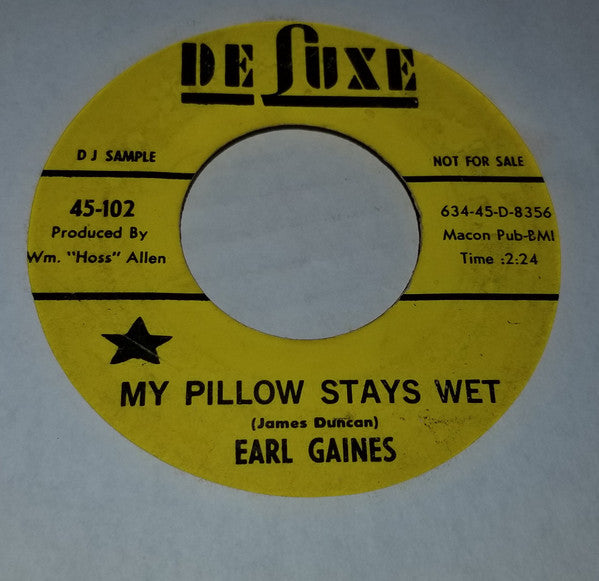 DE LUXE
DJ SAMPLE
NOT FOR SALE
45-102
Produced By
Wm. "Hoss" Allen
634-45-D-8356
Macon Pub-BMI
Time :2:24
MY PILLOW STAYS WET
(James Duncan)
EARL GAINES